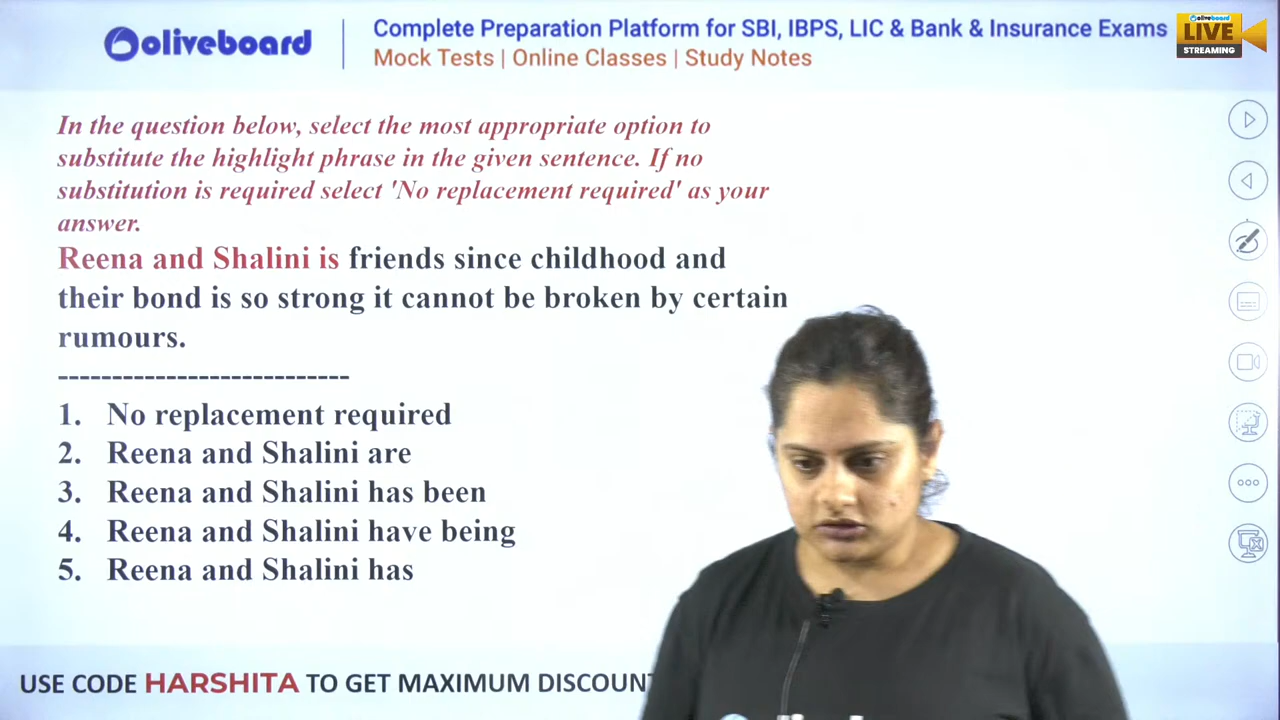 oliveboard
Complete Preparation Platform for SBI, IBPS, LIC & Bank & Insurance Exams
Mock Tests | Online Classes | Study Notes
oliveboard
LIVE
STREAMING
In the question below, select the most appropriate option to
substitute the highlight phrase in the given sentence. If no
substitution is required select 'No replacement required' as your
answer.
Reena and Shalini is friends since childhood and
their bond is so strong it cannot be broken by certain
rumours.
---------------------------
1. No replacement required
2. Reena and Shalini are
3. Reena and Shalini has been
4. Reena and Shalini have being
5. Reena and Shalini has
USE CODE HARSHITA TO GET MAXIMUM DISCOUNT